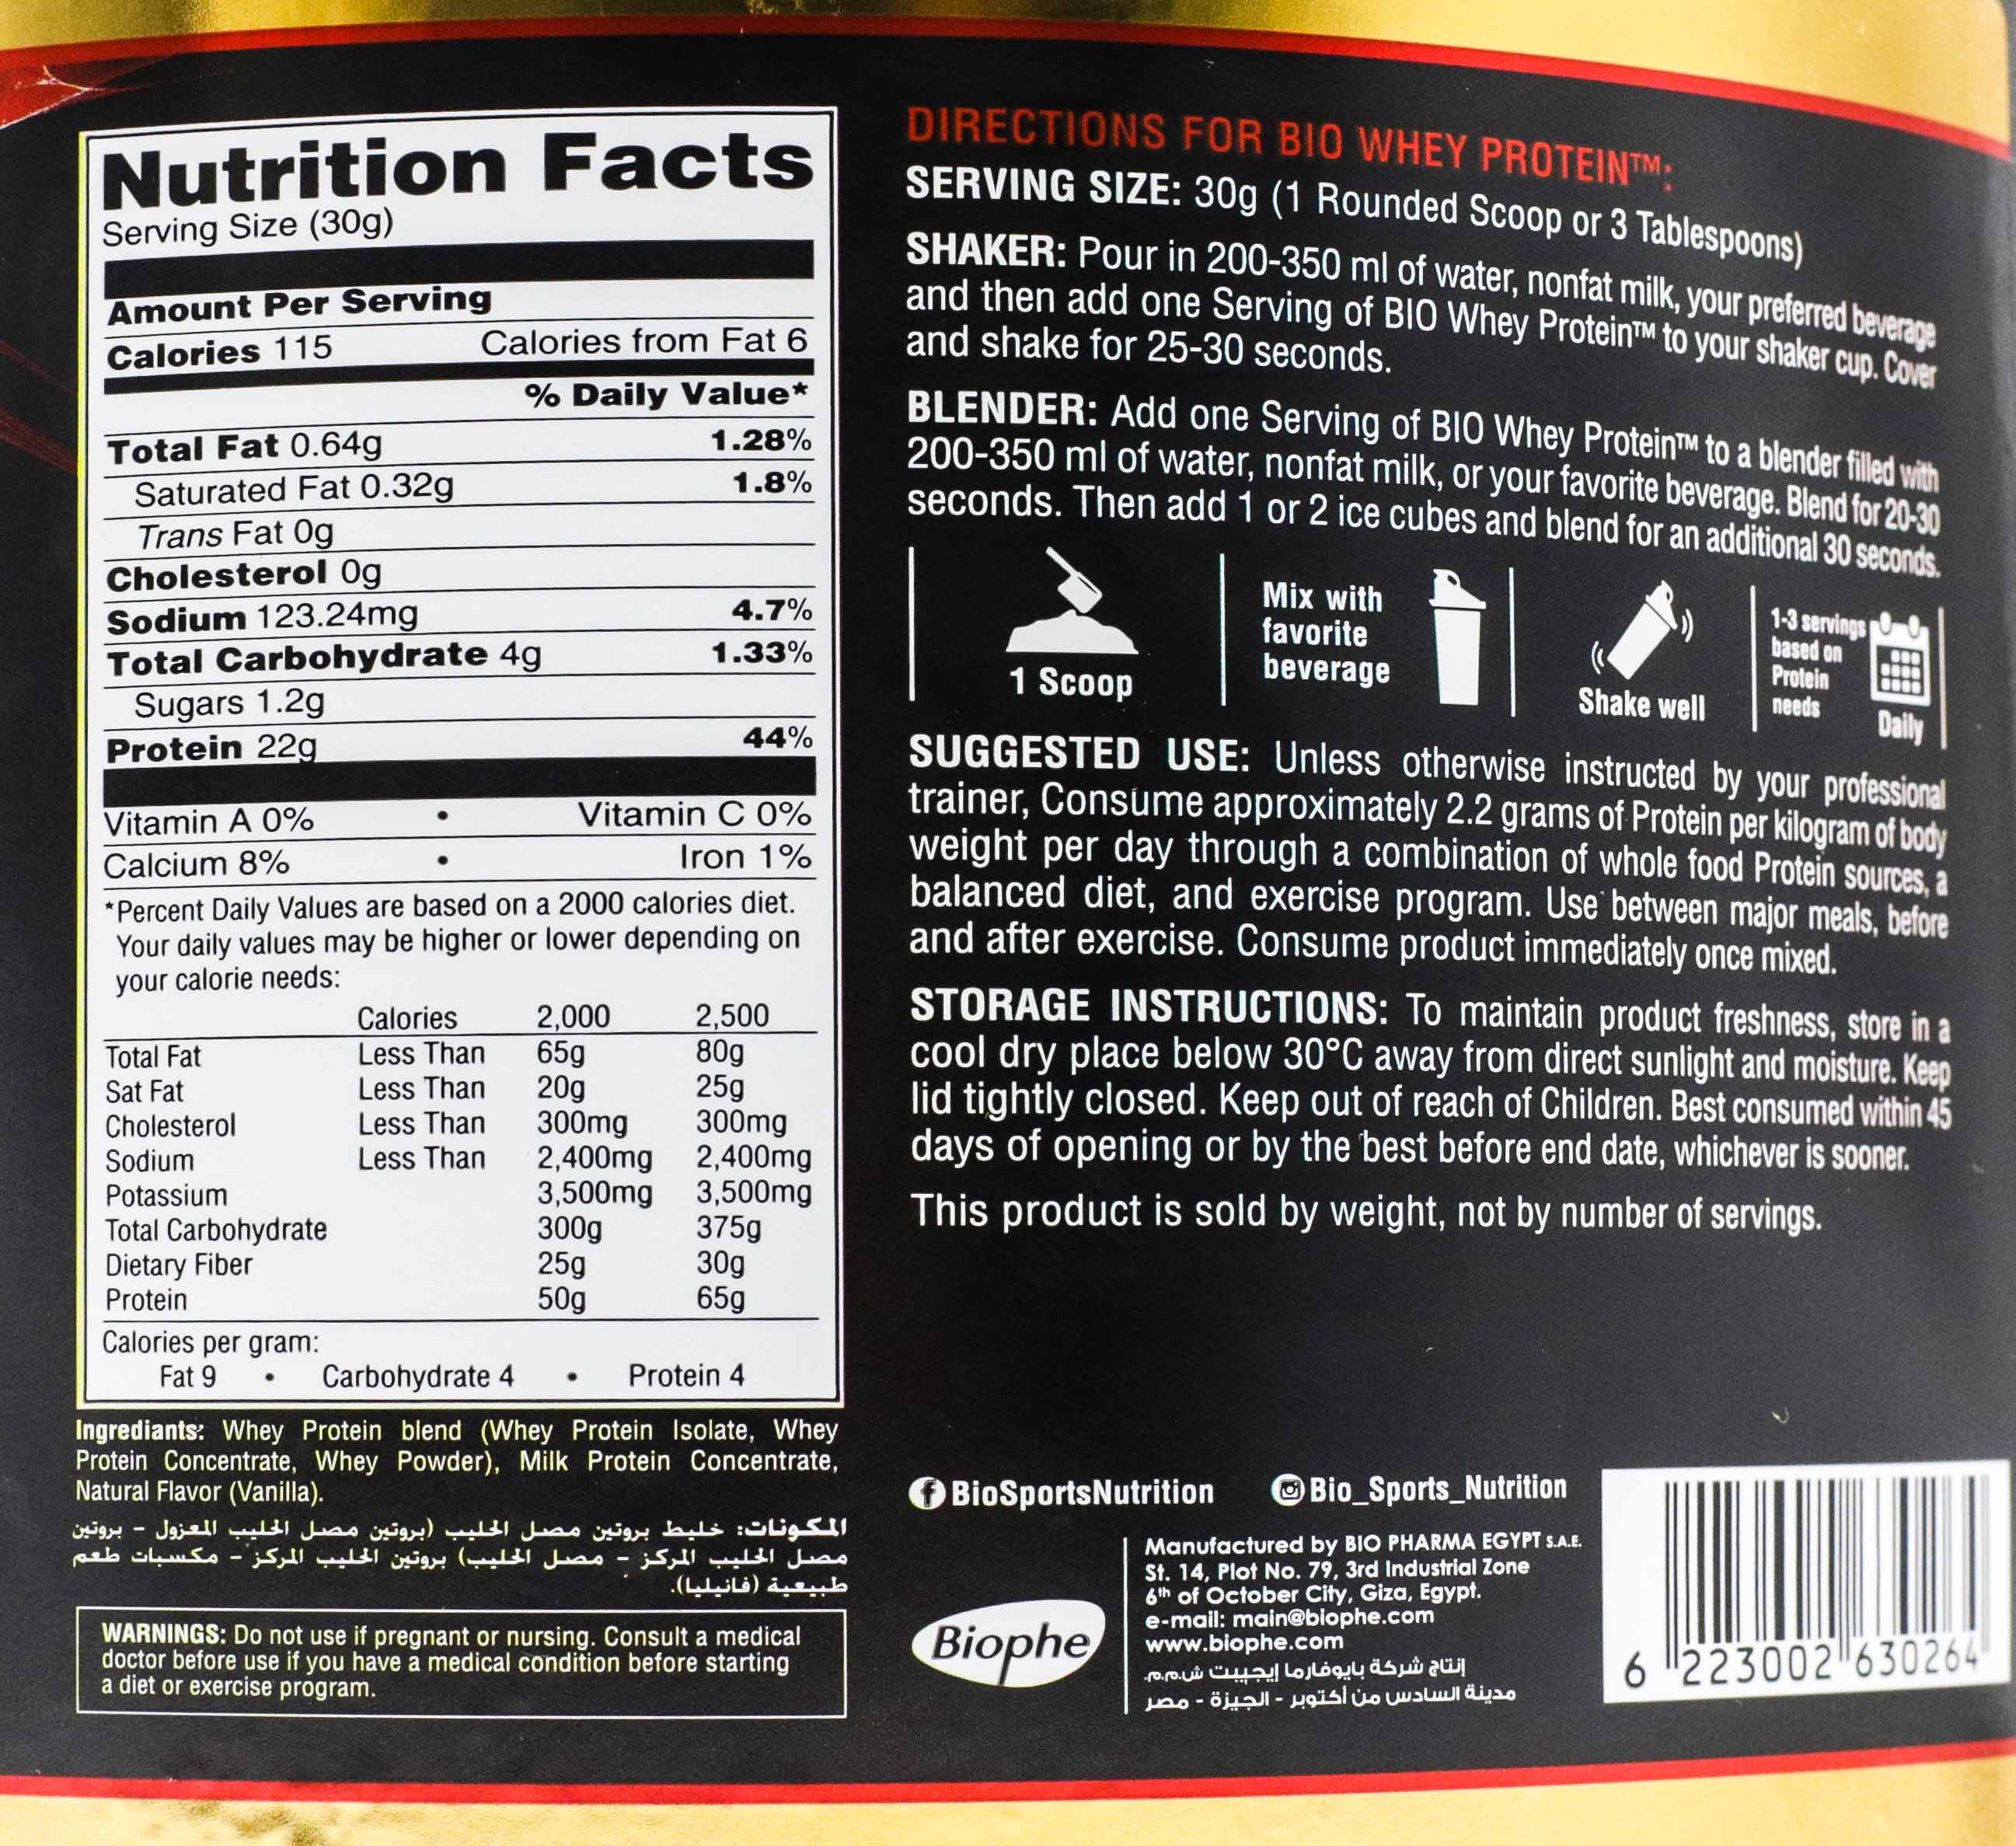 Nutrition Facts
Serving Size (30g)
Amount Per Serving
Calories 115 Calories from Fat 6
% Daily Value*
Total Fat 0.64g 1.28%
Saturated Fat 0.32g 1.8%
Trans Fat 0g
Cholesterol 0g
Sodium 123.24mg 4.7%
Total Carbohydrate 4g 1.33%
Sugars 1.2g
Protein 22g 44%
Vitamin A 0% • Vitamin C 0%
Calcium 8% • Iron 1%
*Percent Daily Values are based on a 2000 calories diet.
Your daily values may be higher or lower depending on
your calorie needs:
Calories 2,000 2,500
Total Fat Less Than 65g 80g
Sat Fat Less Than 20g 25g
Cholesterol Less Than 300mg 300mg
Sodium Less Than 2,400mg 2,400mg
Potassium 3,500mg 3,500mg
Total Carbohydrate 300g 375g
Dietary Fiber 25g 30g
Protein 50g 65g
Calories per gram:
Fat 9 • Carbohydrate 4 • Protein 4
Ingrediants: Whey Protein blend (Whey Protein Isolate, Whey
Protein Concentrate, Whey Powder), Milk Protein Concentrate,
Natural Flavor (Vanilla).
المكونات: خليط بروتين مصل الحليب (بروتين مصل الحليب المعزول - بروتين
مصل الحليب المركز - مصل الحليب) بروتين الحليب المركز - مكسبات طعم
طبيعية (فانيليا).
WARNINGS: Do not use if pregnant or nursing. Consult a medical
doctor before use if you have a medical condition before starting
a diet or exercise program.
DIRECTIONS FOR BIO WHEY PROTEIN™:
SERVING SIZE: 30g (1 Rounded Scoop or 3 Tablespoons)
SHAKER: Pour in 200-350 ml of water, nonfat milk, your preferred beverage
and then add one Serving of BIO Whey Protein™ to your shaker cup. Cover
and shake for 25-30 seconds.
BLENDER: Add one Serving of BIO Whey Protein™ to a blender filled with
200-350 ml of water, nonfat milk, or your favorite beverage. Blend for 20-30
seconds. Then add 1 or 2 ice cubes and blend for an additional 30 seconds.
1 Scoop
Mix with
favorite
beverage
Shake well
1-3 servings
based on
Protein
needs
Daily
SUGGESTED USE: Unless otherwise instructed by your professional
trainer, Consume approximately 2.2 grams of Protein per kilogram of body
weight per day through a combination of whole food Protein sources, a
balanced diet, and exercise program. Use between major meals, before
and after exercise. Consume product immediately once mixed.
STORAGE INSTRUCTIONS: To maintain product freshness, store in a
cool dry place below 30°C away from direct sunlight and moisture. Keep
lid tightly closed. Keep out of reach of Children. Best consumed within 45
days of opening or by the best before end date, whichever is sooner.
This product is sold by weight, not by number of servings.
BioSportsNutrition Bio_Sports_Nutrition
Biophe
Manufactured by BIO PHARMA EGYPT S.A.E.
St. 14, Plot No. 79, 3rd Industrial Zone
6th of October City, Giza, Egypt.
e-mail: main@biophe.com
www.biophe.com
إنتاج شركة بايوفارما إيجيبت ش.م.م.
مدينة السادس من أكتوبر - الجيزة - مصر
6 223002 630264